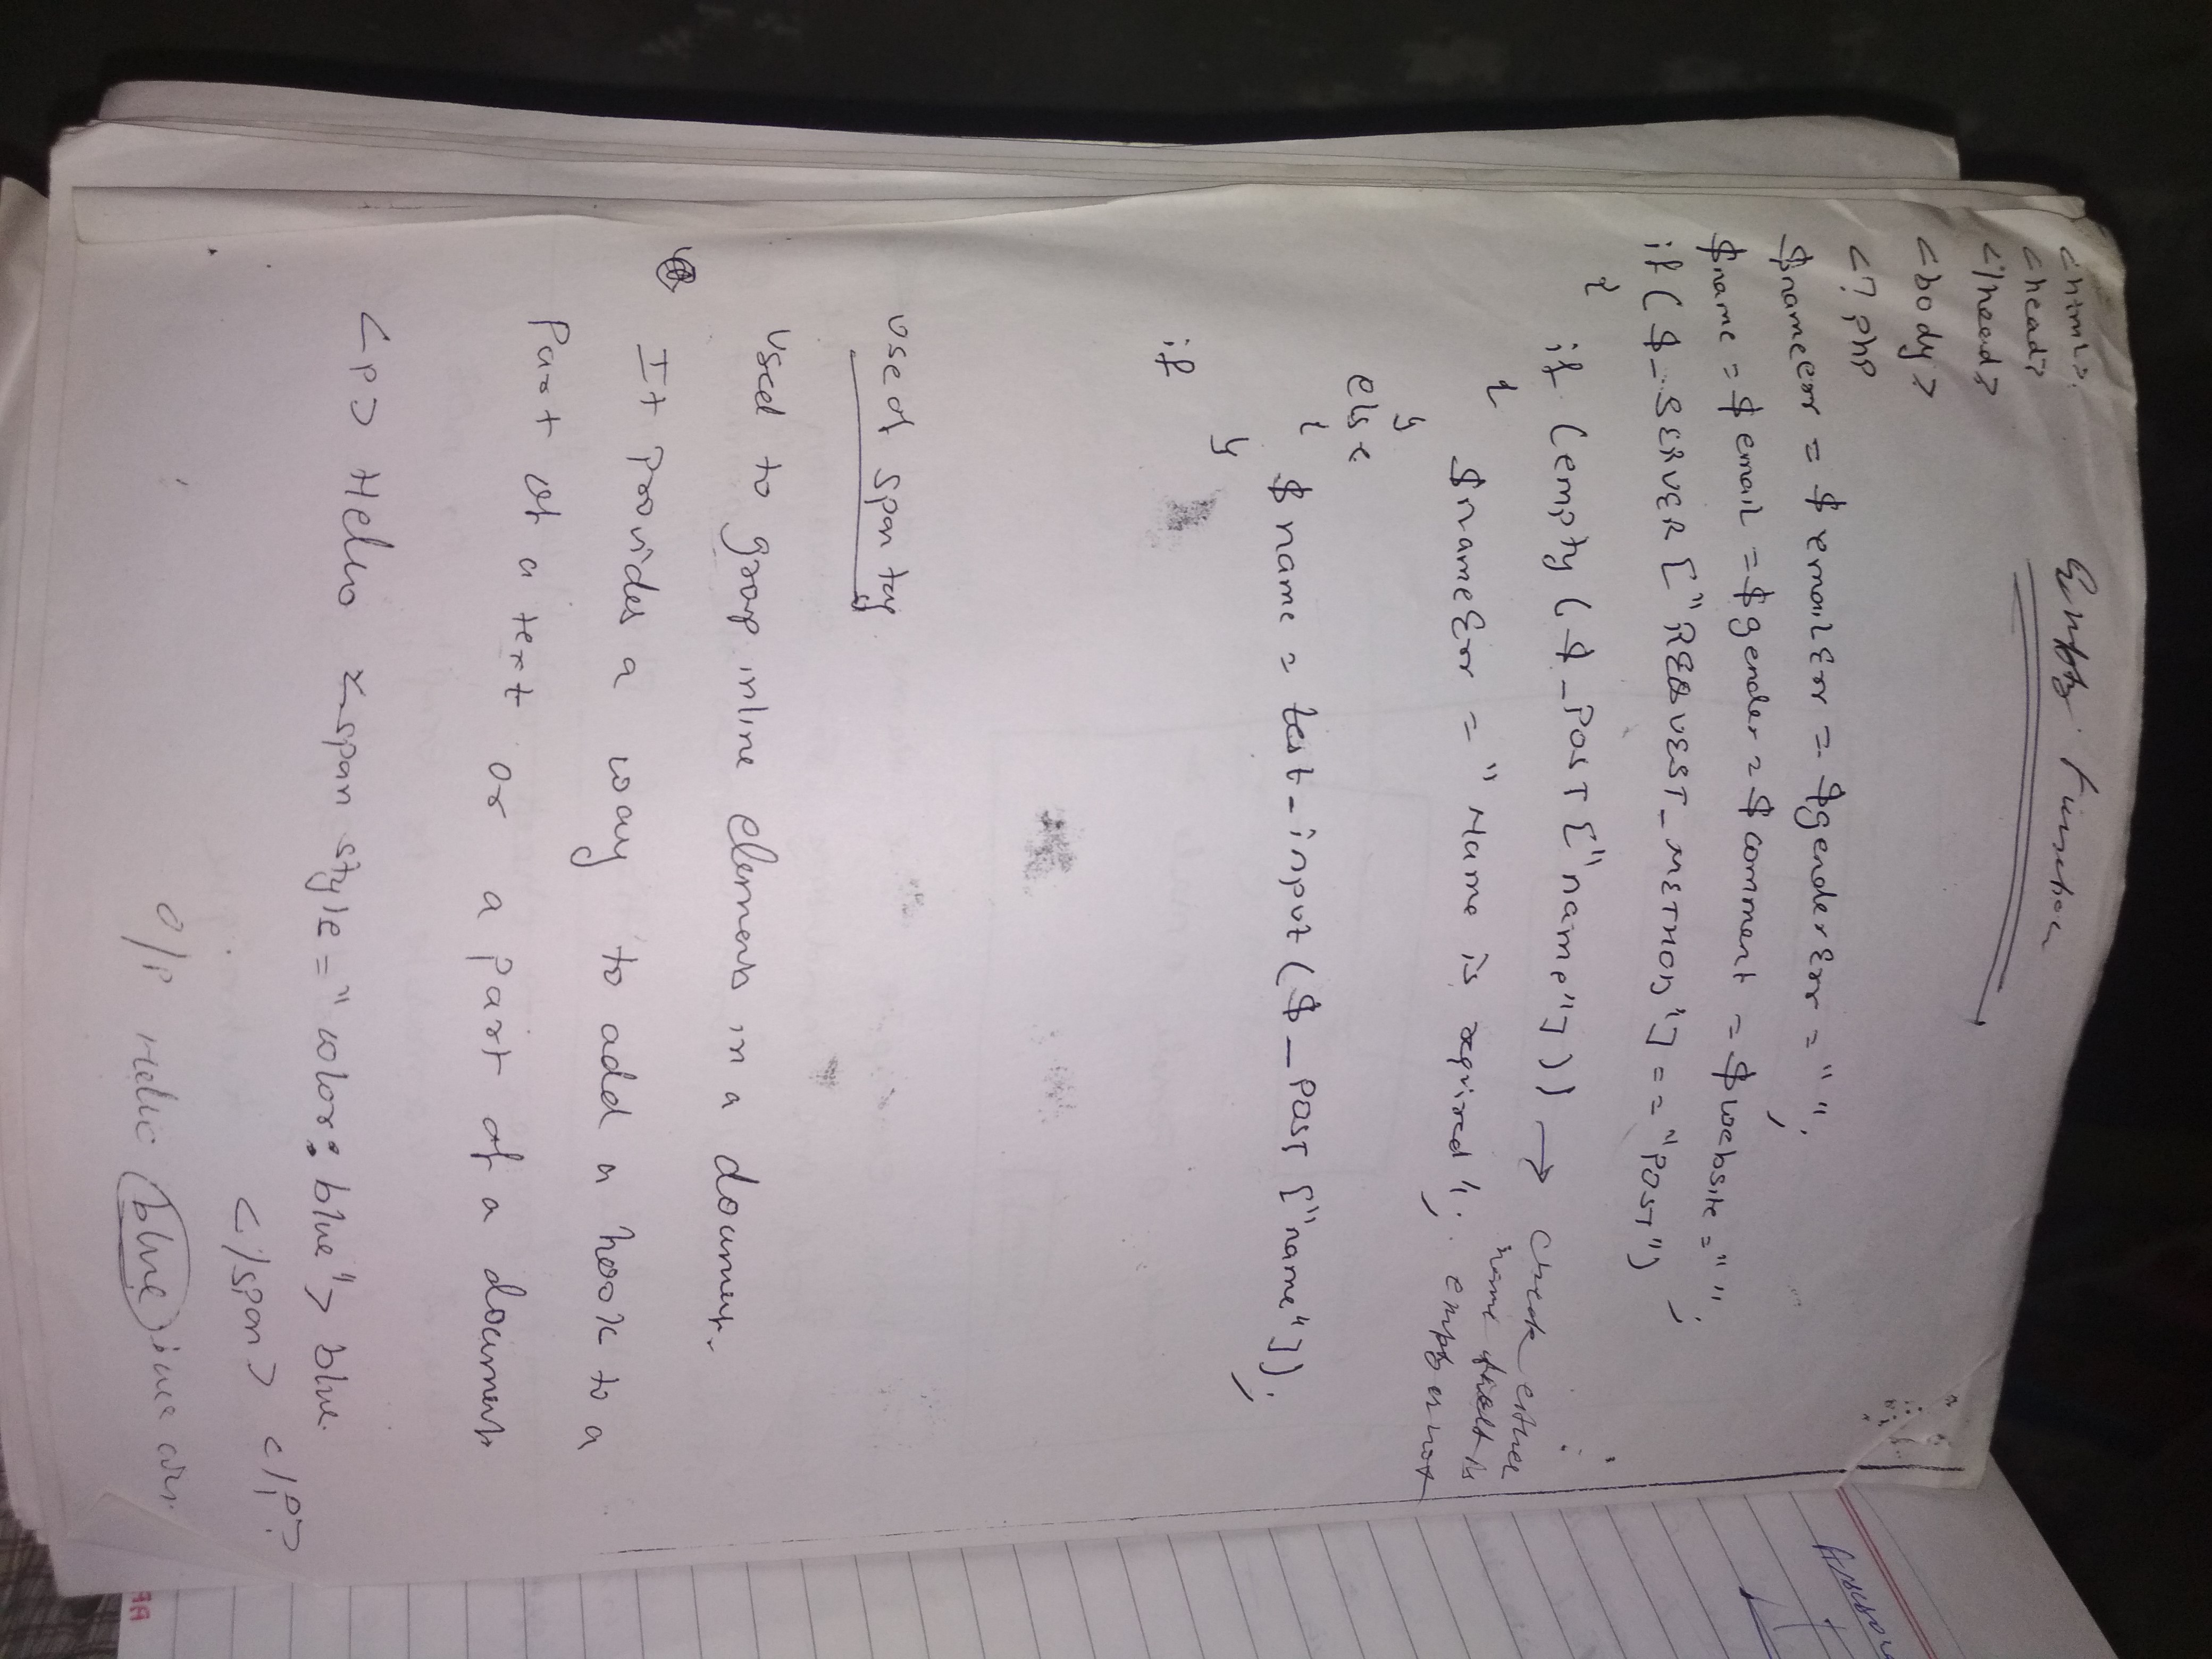 Empty Function
<html>
<head>
</head>
<body>
<? php
$nameerr = $emailErr = $genderErr = " ";
$name = $email = $gender = $comment = $website = " ";
if ( $_SERVER ["REQUEST_METHOD"] == "POST")
{
if (empty ( $_POST ["name"] )) → check either
name is
{
$nameErr = " Name is required "; empty or not
}
else
{
$name = test_input ( $_POST ["name"]);
}
if
Use of span tag
Used to group inline elements in a document.
It provides a way to add a hook to a
Part of a text or a part of a document
<p> Hello <span style = "color: blue"> blue
</span> </p>
O/P Hello blue
Answer
AA